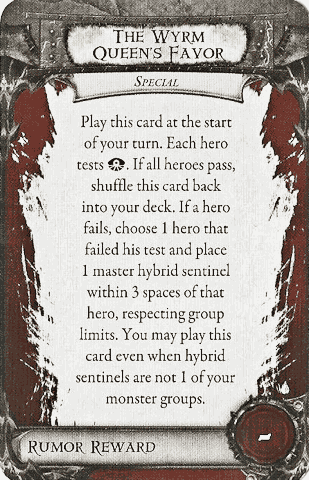 The Wyrm
Queen's Favor
Special
Play this card at the start
of your turn. Each hero
tests . If all heroes pass,
shuffle this card back
into your deck. If a hero
fails, choose 1 hero that
failed his test and place
1 master hybrid sentinel
within 3 spaces of that
hero, respecting group
limits. You may play this
card even when hybrid
sentinels are not 1 of your
monster groups.
Rumor Reward
-